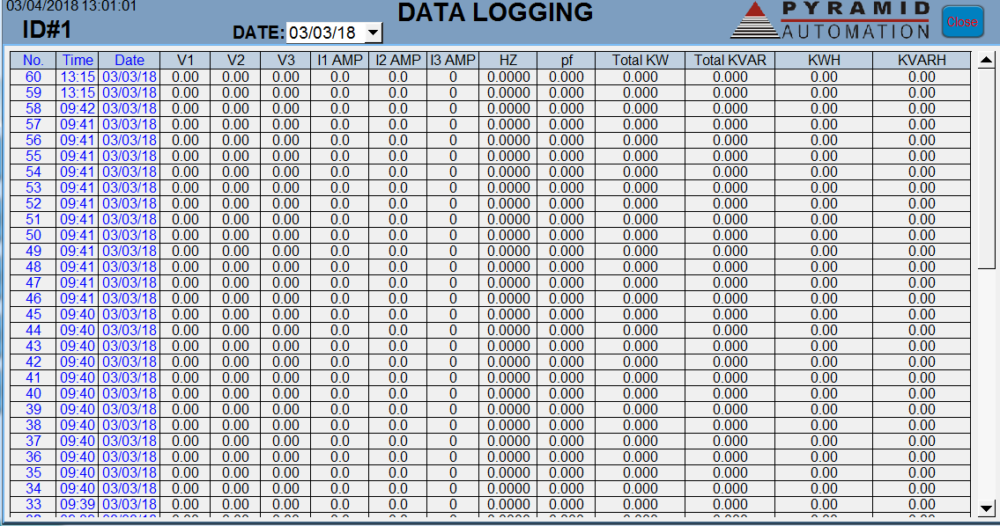 03/04/2018 13:01:01
DATA LOGGING
PYRAMID
AUTOMATION
Close
ID#1
DATE: 03/03/18
No. Time Date V1 V2 V3 I1 AMP I2 AMP I3 AMP HZ pf Total KW Total KVAR KWH KVARH
60 13:15 03/03/18 0.00 0.00 0.00 0.0 0.0 0 0.0000 0.000 0.000 0.000 0.00 0.00
59 13:15 03/03/18 0.00 0.00 0.00 0.0 0.0 0 0.0000 0.000 0.000 0.000 0.00 0.00
58 09:42 03/03/18 0.00 0.00 0.00 0.0 0.0 0 0.0000 0.000 0.000 0.000 0.00 0.00
57 09:41 03/03/18 0.00 0.00 0.00 0.0 0.0 0 0.0000 0.000 0.000 0.000 0.00 0.00
56 09:41 03/03/18 0.00 0.00 0.00 0.0 0.0 0 0.0000 0.000 0.000 0.000 0.00 0.00
55 09:41 03/03/18 0.00 0.00 0.00 0.0 0.0 0 0.0000 0.000 0.000 0.000 0.00 0.00
54 09:41 03/03/18 0.00 0.00 0.00 0.0 0.0 0 0.0000 0.000 0.000 0.000 0.00 0.00
53 09:41 03/03/18 0.00 0.00 0.00 0.0 0.0 0 0.0000 0.000 0.000 0.000 0.00 0.00
52 09:41 03/03/18 0.00 0.00 0.00 0.0 0.0 0 0.0000 0.000 0.000 0.000 0.00 0.00
51 09:41 03/03/18 0.00 0.00 0.00 0.0 0.0 0 0.0000 0.000 0.000 0.000 0.00 0.00
50 09:41 03/03/18 0.00 0.00 0.00 0.0 0.0 0 0.0000 0.000 0.000 0.000 0.00 0.00
49 09:41 03/03/18 0.00 0.00 0.00 0.0 0.0 0 0.0000 0.000 0.000 0.000 0.00 0.00
48 09:41 03/03/18 0.00 0.00 0.00 0.0 0.0 0 0.0000 0.000 0.000 0.000 0.00 0.00
47 09:41 03/03/18 0.00 0.00 0.00 0.0 0.0 0 0.0000 0.000 0.000 0.000 0.00 0.00
46 09:41 03/03/18 0.00 0.00 0.00 0.0 0.0 0 0.0000 0.000 0.000 0.000 0.00 0.00
45 09:40 03/03/18 0.00 0.00 0.00 0.0 0.0 0 0.0000 0.000 0.000 0.000 0.00 0.00
44 09:40 03/03/18 0.00 0.00 0.00 0.0 0.0 0 0.0000 0.000 0.000 0.000 0.00 0.00
43 09:40 03/03/18 0.00 0.00 0.00 0.0 0.0 0 0.0000 0.000 0.000 0.000 0.00 0.00
42 09:40 03/03/18 0.00 0.00 0.00 0.0 0.0 0 0.0000 0.000 0.000 0.000 0.00 0.00
41 09:40 03/03/18 0.00 0.00 0.00 0.0 0.0 0 0.0000 0.000 0.000 0.000 0.00 0.00
40 09:40 03/03/18 0.00 0.00 0.00 0.0 0.0 0 0.0000 0.000 0.000 0.000 0.00 0.00
39 09:40 03/03/18 0.00 0.00 0.00 0.0 0.0 0 0.0000 0.000 0.000 0.000 0.00 0.00
38 09:40 03/03/18 0.00 0.00 0.00 0.0 0.0 0 0.0000 0.000 0.000 0.000 0.00 0.00
37 09:40 03/03/18 0.00 0.00 0.00 0.0 0.0 0 0.0000 0.000 0.000 0.000 0.00 0.00
36 09:40 03/03/18 0.00 0.00 0.00 0.0 0.0 0 0.0000 0.000 0.000 0.000 0.00 0.00
35 09:40 03/03/18 0.00 0.00 0.00 0.0 0.0 0 0.0000 0.000 0.000 0.000 0.00 0.00
34 09:40 03/03/18 0.00 0.00 0.00 0.0 0.0 0 0.0000 0.000 0.000 0.000 0.00 0.00
33 09:39 03/03/18 0.00 0.00 0.00 0.0 0.0 0 0.0000 0.000 0.000 0.000 0.00 0.00